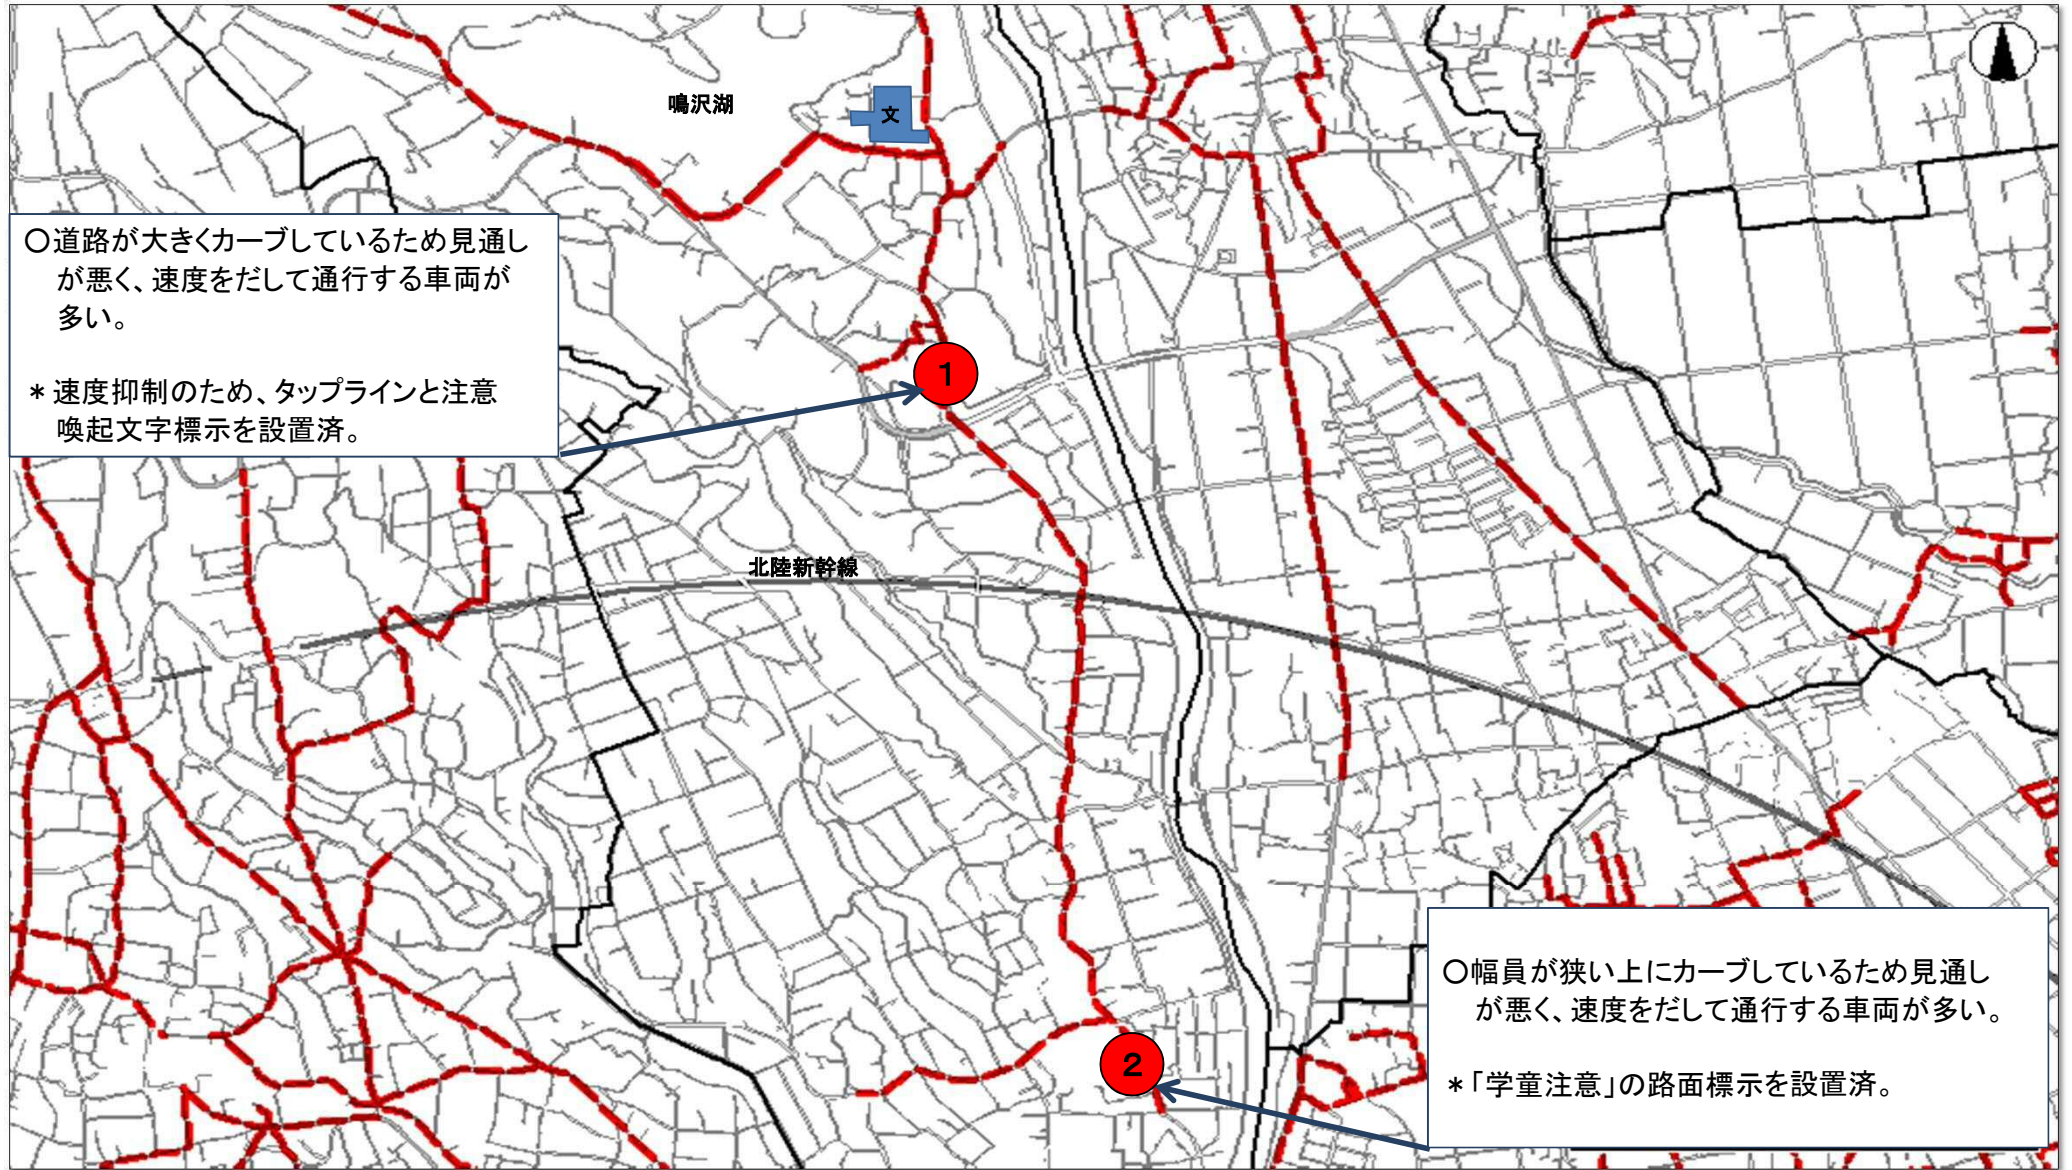 鳴沢湖
文
〇道路が大きくカーブしているため見通し
が悪く、速度をだして通行する車両が
多い。
＊速度抑制のため、タップラインと注意
喚起文字標示を設置済。
1
北陸新幹線
〇幅員が狭い上にカーブしているため見通し
が悪く、速度をだして通行する車両が多い。
＊「学童注意」の路面標示を設置済。
2